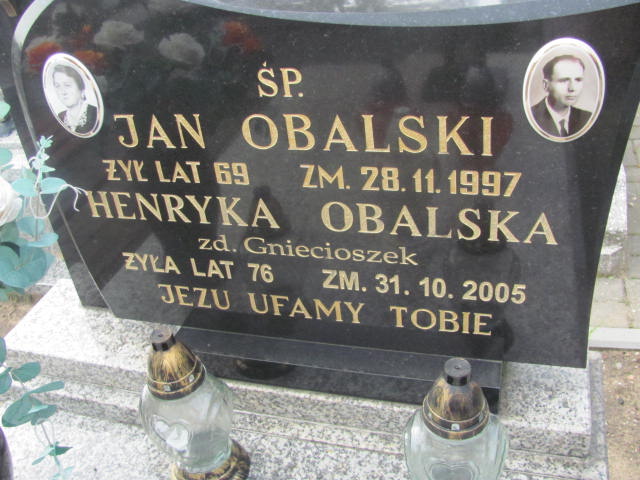 ŚP.
JAN OBALSKI
ŻYŁ LAT 69 ZM. 28.11.1997
HENRYKA OBALSKA
zd. Gniecioszek
ŻYŁA LAT 76 ZM. 31.10.2005
JEZU UFAMY TOBIE